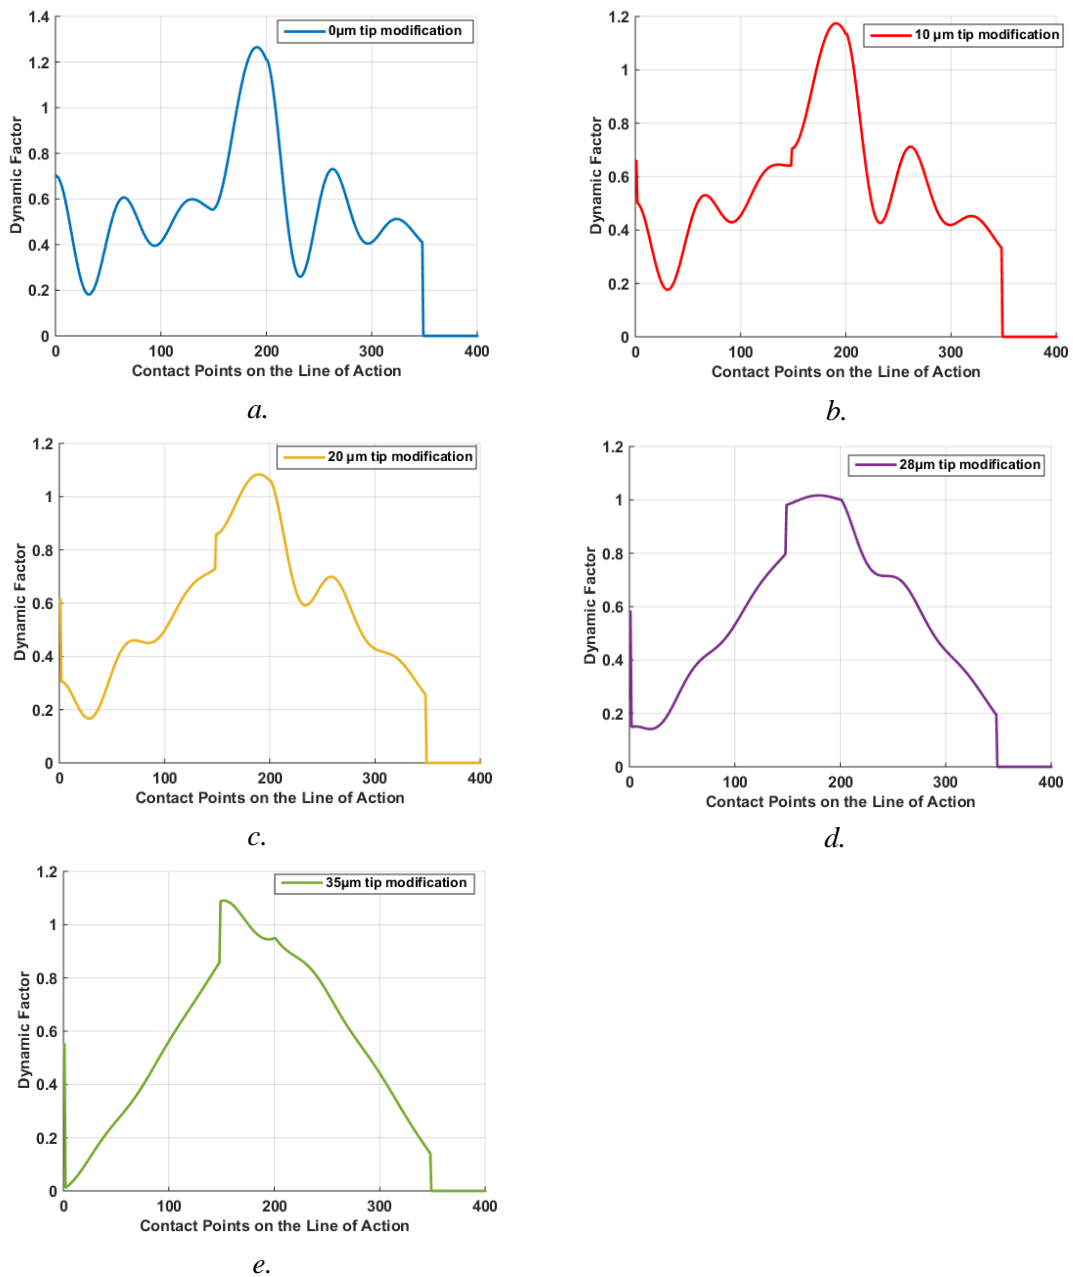 1.4
0μm tip modification
1.2
1
0.8
0.6
0.4
0.2
0
Dynamic Factor
0 100 200 300 400
Contact Points on the Line of Action
a.
1.2
10 μm tip modification
1
0.8
0.6
0.4
0.2
0
Dynamic Factor
0 100 200 300 400
Contact Points on the Line of Action
b.
1.2
20 μm tip modification
1
0.8
0.6
0.4
0.2
0
Dynamic Factor
0 100 200 300 400
Contact Points on the Line of Action
c.
1.2
28μm tip modification
1
0.8
0.6
0.4
0.2
0
Dynamic Factor
0 100 200 300 400
Contact Points on the Line of Action
d.
1.2
35μm tip modification
1
0.8
0.6
0.4
0.2
0
Dynamic Factor
0 100 200 300 400
Contact Points on the Line of Action
e.